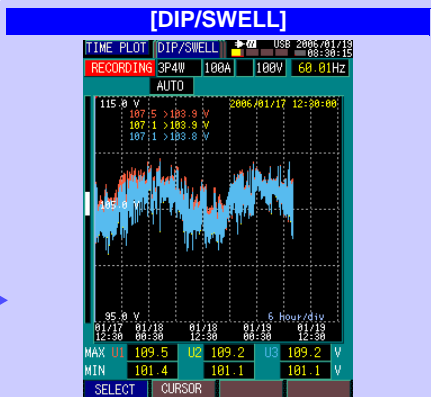 [DIP/SWELL]
TIME PLOT DIP/SWELL USB 2006/01/19
08:30:15
RECORDING 3P4W 100A 100V 60.01Hz
AUTO
115.0 V 2006/01/17 12:30:00
107.5 >103.9 V
107.1 >103.9 V
107.1 >103.8 V
105.0 V
95.0 V 6 hour/div
01/17 01/18 01/18 01/19 01/19
12:30 00:30 12:30 00:30 12:30
MAX U1 109.5 U2 109.2 U3 109.2 V
MIN 101.4 101.1 101.1 V
SELECT CURSOR